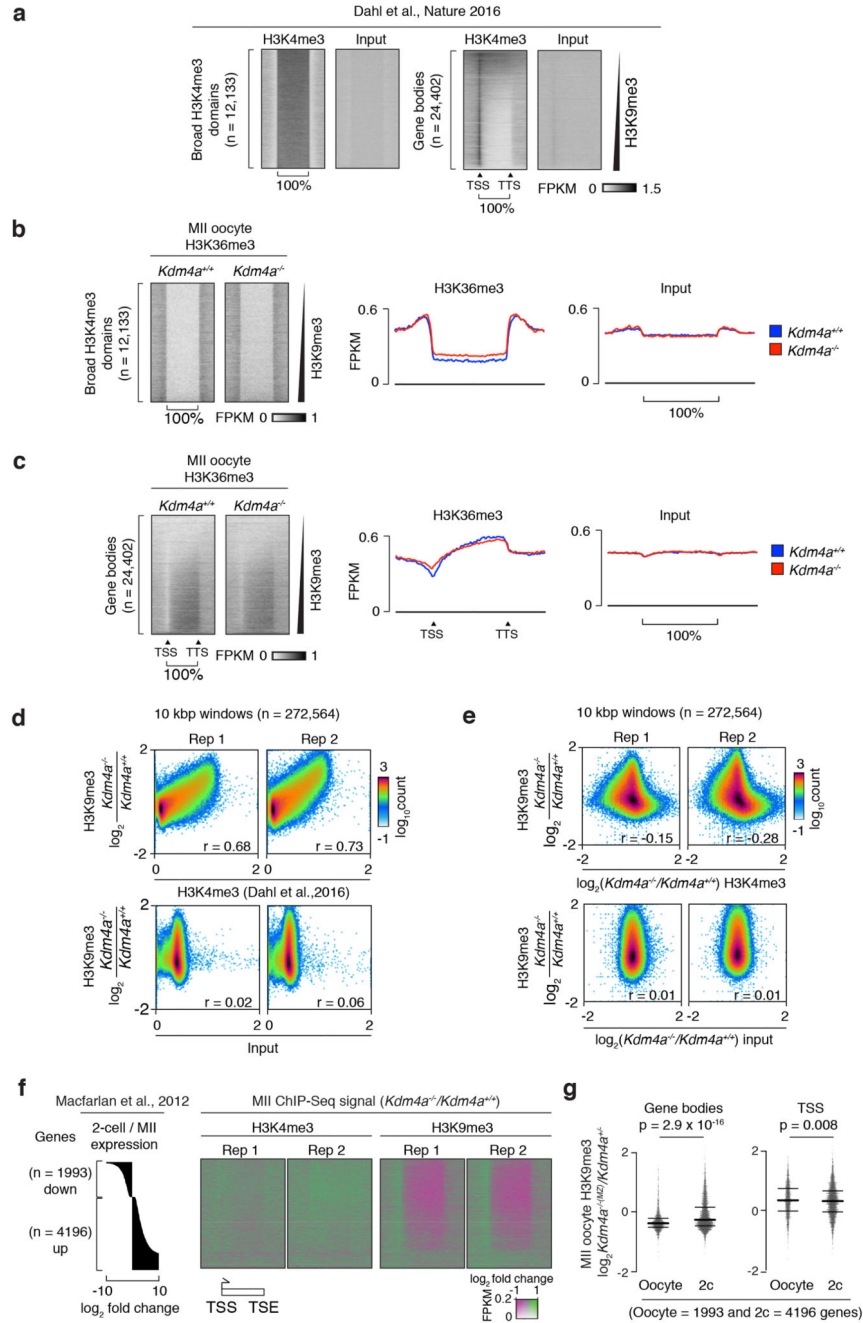 a
Dahl et al., Nature 2016
H3K4me3 Input H3K4me3 Input
Broad H3K4me3
domains
(n = 12,133)
Gene bodies
(n = 24,402)
H3K9me3
100%
TSS TTS
100%
FPKM 0 1.5
b
MII oocyte
H3K36me3
Kdm4a+/+ Kdm4a-/-
Broad H3K4me3
domains
(n = 12,133)
H3K9me3
100%
FPKM 0 1
H3K36me3
0.6
FPKM
0
Input
0.6
0
100%
Kdm4a+/+
Kdm4a-/-
c
MII oocyte
H3K36me3
Kdm4a+/+ Kdm4a-/-
Gene bodies
(n = 24,402)
H3K9me3
TSS TTS
100%
FPKM 0 1
H3K36me3
0.6
FPKM
0
TSS TTS
Input
0.6
0
100%
Kdm4a+/+
Kdm4a-/-
d
10 kbp windows (n = 272,564)
Rep 1 Rep 2
H3K9me3
log2 Kdm4a-/- / Kdm4a+/+
2
-2
r = 0.68 r = 0.73
0 2 0 2
3
-1
log10count
H3K4me3 (Dahl et al.,2016)
H3K9me3
log2 Kdm4a-/- / Kdm4a+/+
2
-2
r = 0.02 r = 0.06
0 2 0 2
Input
e
10 kbp windows (n = 272,564)
Rep 1 Rep 2
H3K9me3
log2 Kdm4a-/- / Kdm4a+/+
2
-2
r = -0.15 r = -0.28
-2 2 -2 2
3
-1
log10count
log2(Kdm4a-/-/Kdm4a+/+) H3K4me3
H3K9me3
log2 Kdm4a-/- / Kdm4a+/+
2
-2
r = 0.01 r = 0.01
-2 2 -2 2
log2(Kdm4a-/-/Kdm4a+/+) input
f
Macfarlan et al., 2012
MII ChIP-Seq signal (Kdm4a-/-/Kdm4a+/+)
Genes
2-cell / MII
expression
H3K4me3 H3K9me3
Rep 1 Rep 2 Rep 1 Rep 2
(n = 1993)
down
(n = 4196)
up
-10 10
log2 fold change
TSS TSE
log2 fold change
-1 1
FPKM
0.2
0
g
Gene bodies
p = 2.9 x 10-16
TSS
p = 0.008
MII oocyte H3K9me3
log2Kdm4a-/-(MZ)/Kdm4a+/-
2
0
-2
2
0
-2
Oocyte 2c Oocyte 2c
(Oocyte = 1993 and 2c = 4196 genes)